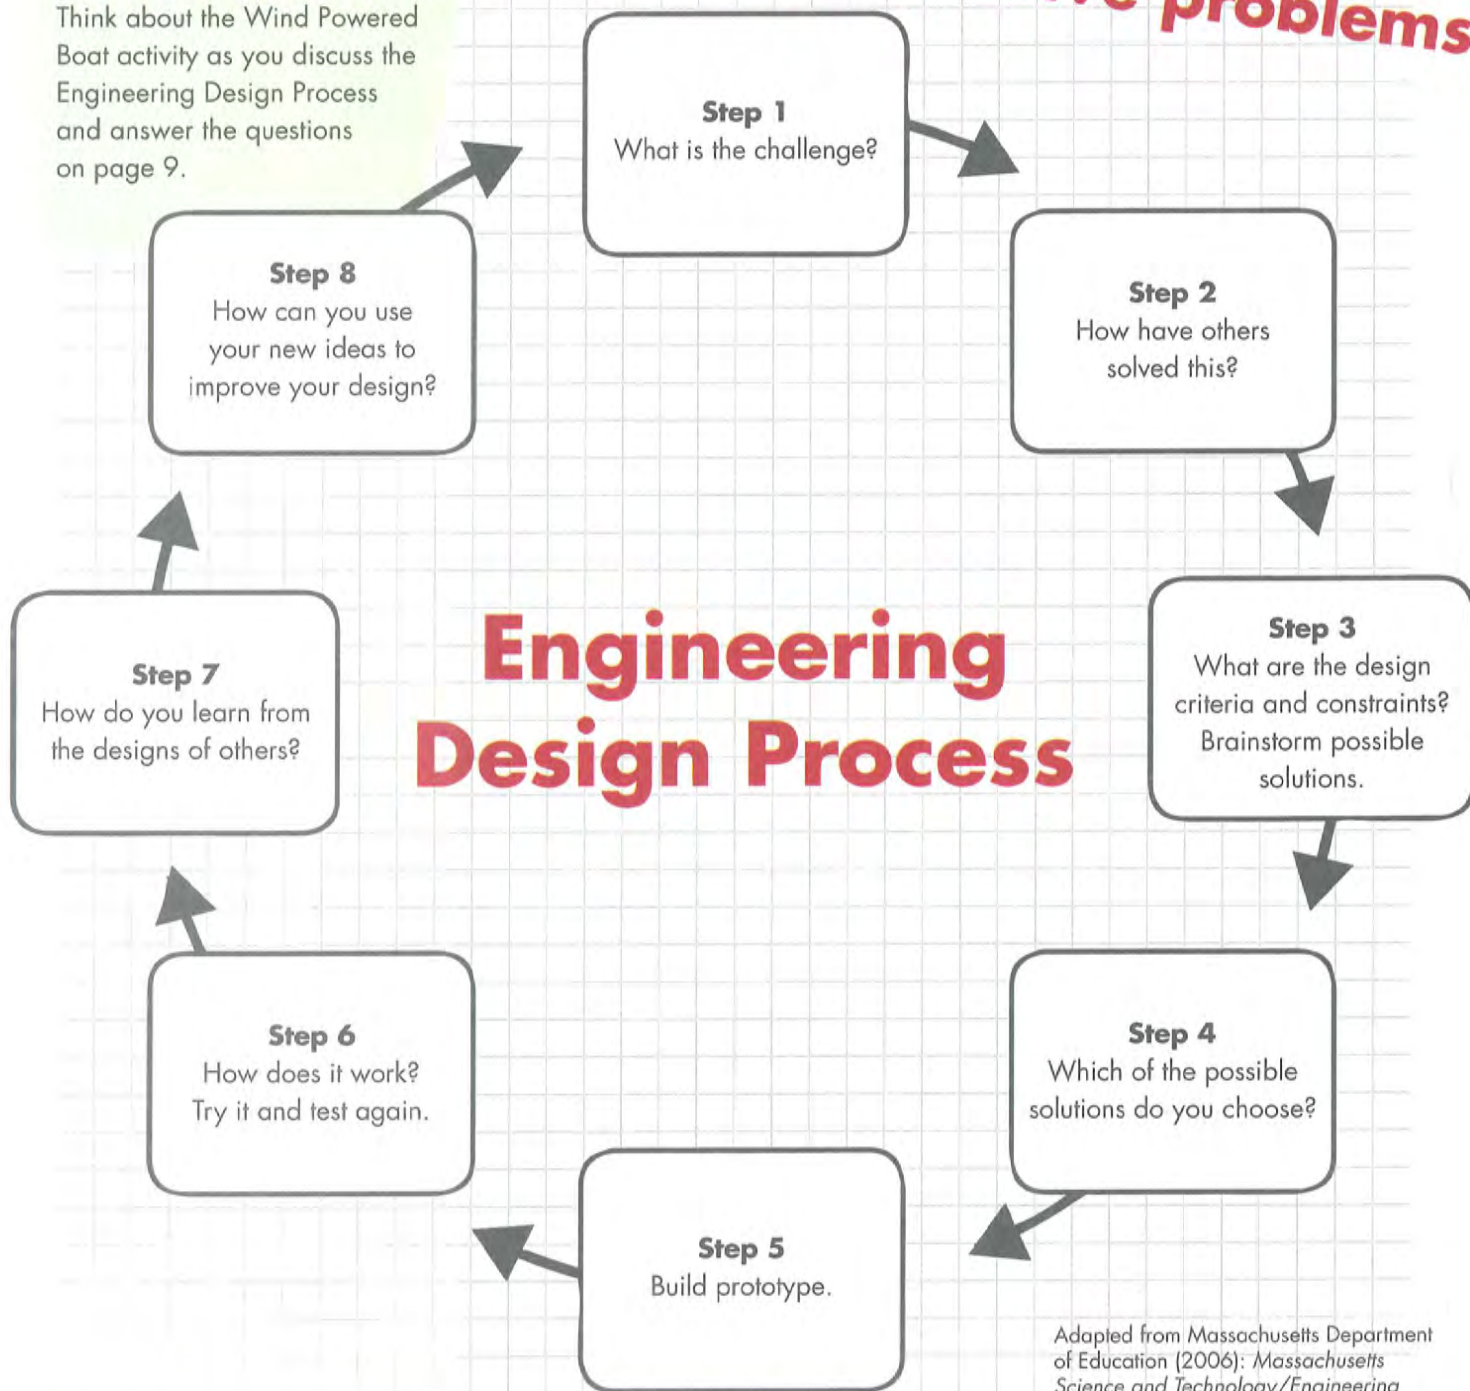 Think about the Wind Powered
Boat activity as you discuss the
Engineering Design Process
and answer the questions
on page 9.
problems
Step 1
What is the challenge?
Step 2
How have others
solved this?
Step 3
What are the design
criteria and constraints?
Brainstorm possible
solutions.
Step 4
Which of the possible
solutions do you choose?
Step 5
Build prototype.
Step 6
How does it work?
Try it and test again.
Step 7
How do you learn from
the designs of others?
Step 8
How can you use
your new ideas to
improve your design?
Engineering
Design Process
Adapted from Massachusetts Department
of Education (2006): Massachusetts
Science and Technology/Engineering